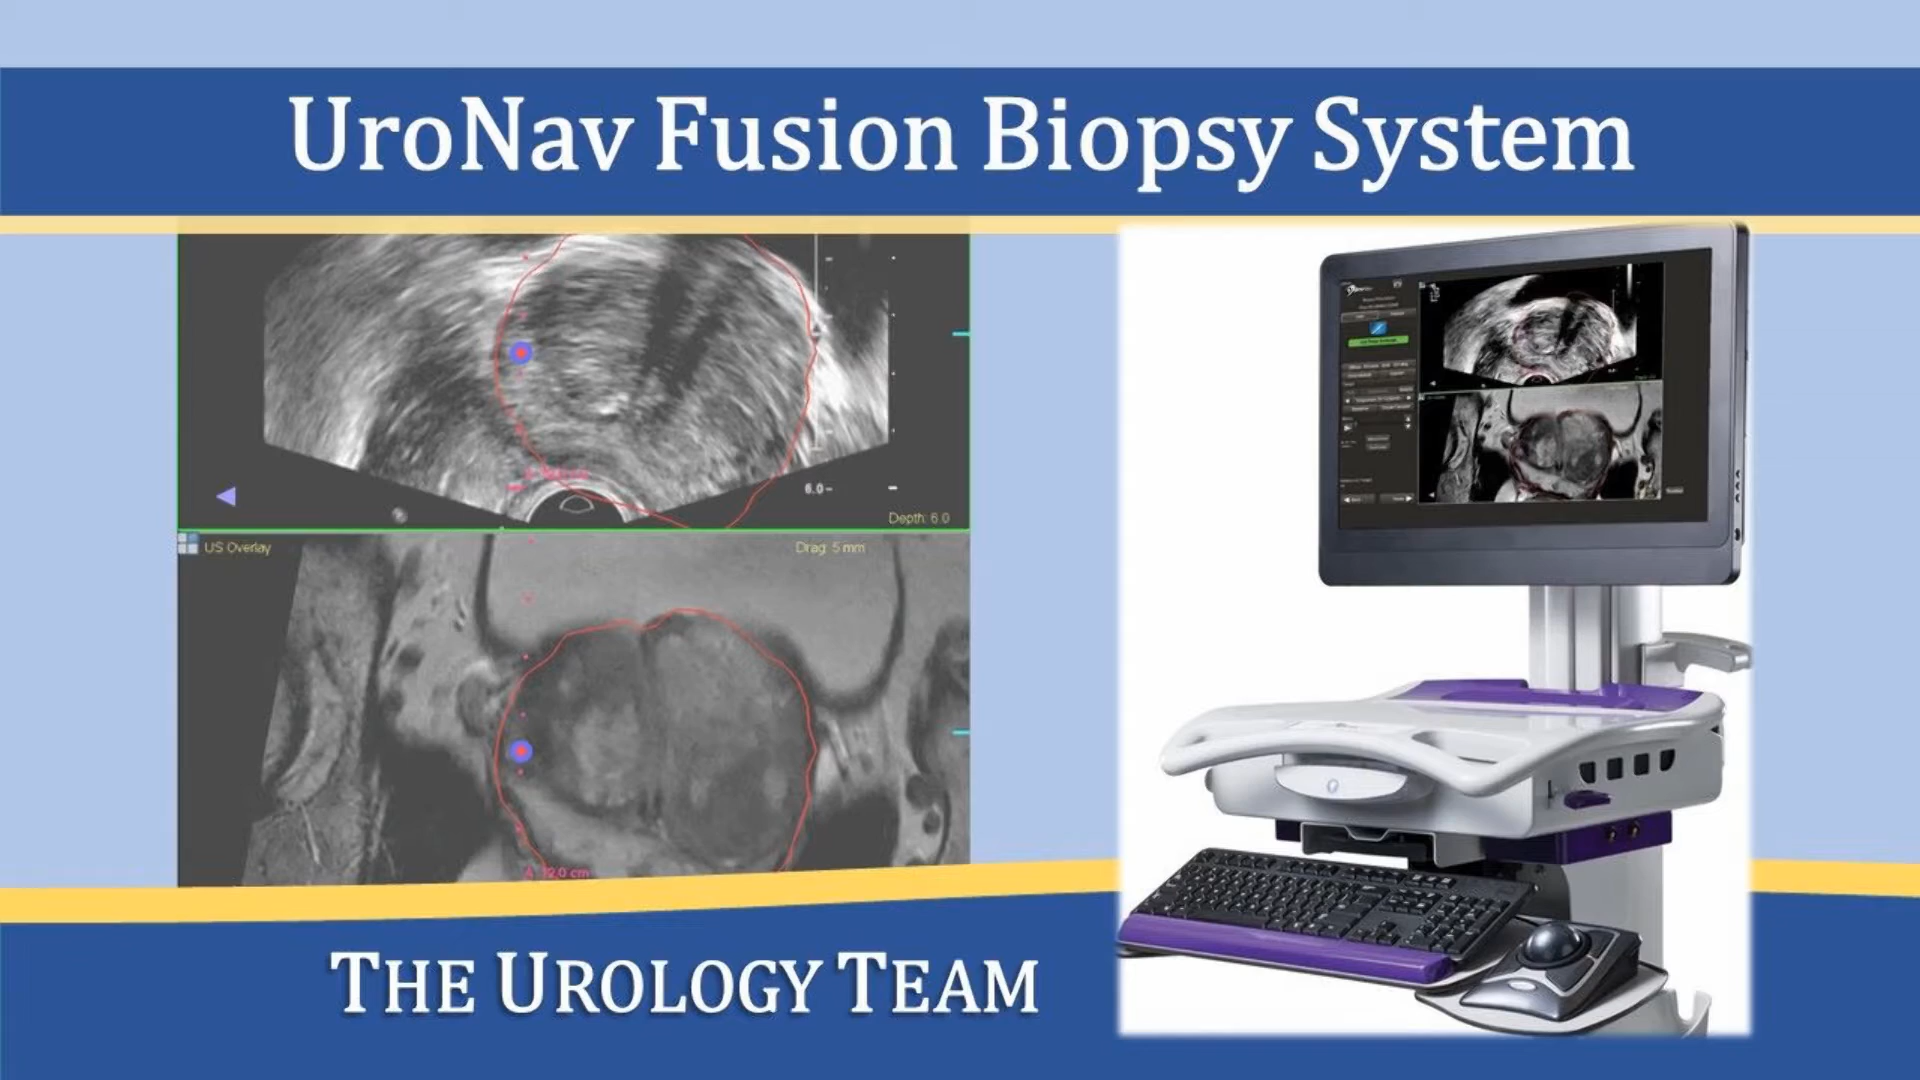 UroNav Fusion Biopsy System
6.0
Depth: 6.0
US Overlay
Drag: 5 mm
THE UROLOGY TEAM